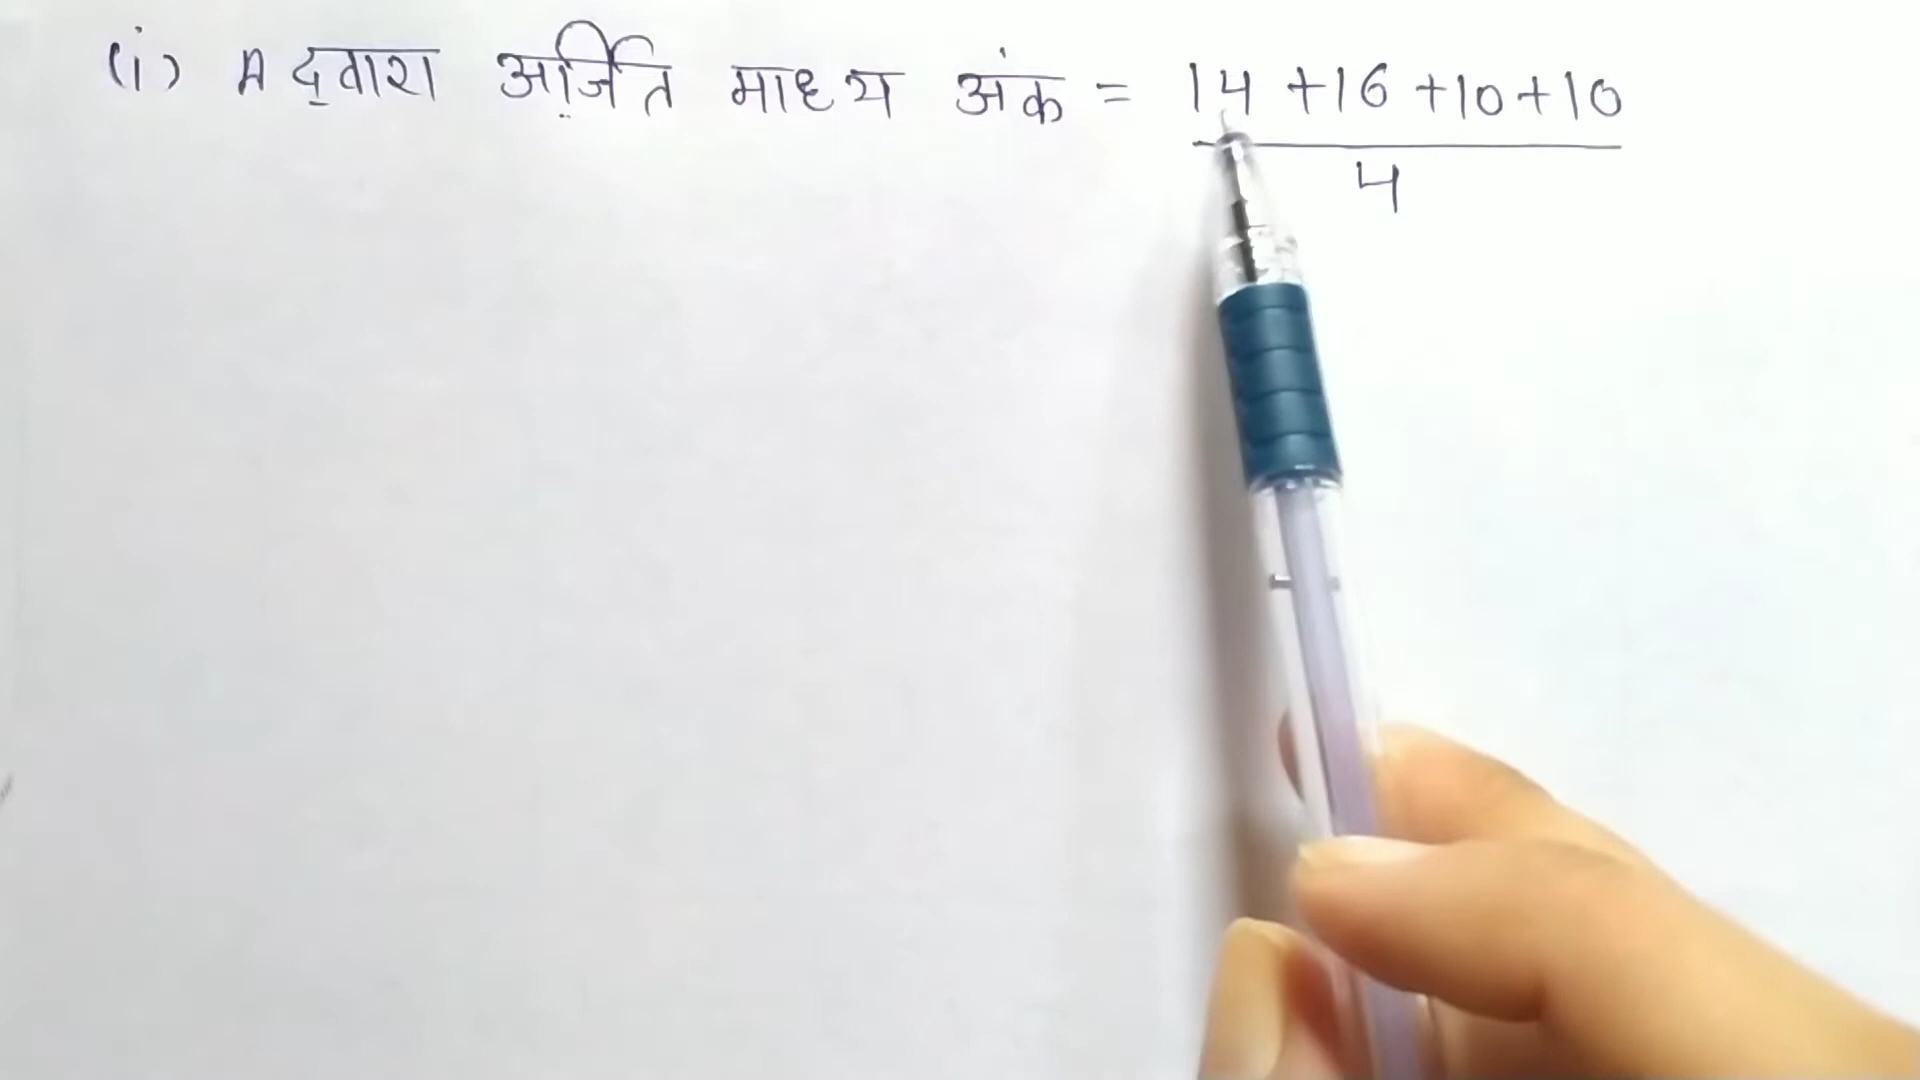 (i) A द्वारा अर्जित माध्य अंक = 14 + 16 + 10 + 10
4